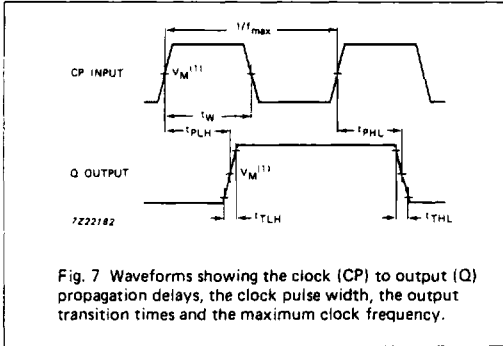 1/fmax
CP INPUT
VM(1)
tW
tPLH
tPHL
Q OUTPUT
VM(1)
7Z22182
tTLH
tTHL
Fig. 7 Waveforms showing the clock (CP) to output (Q)
propagation delays, the clock pulse width, the output
transition times and the maximum clock frequency.